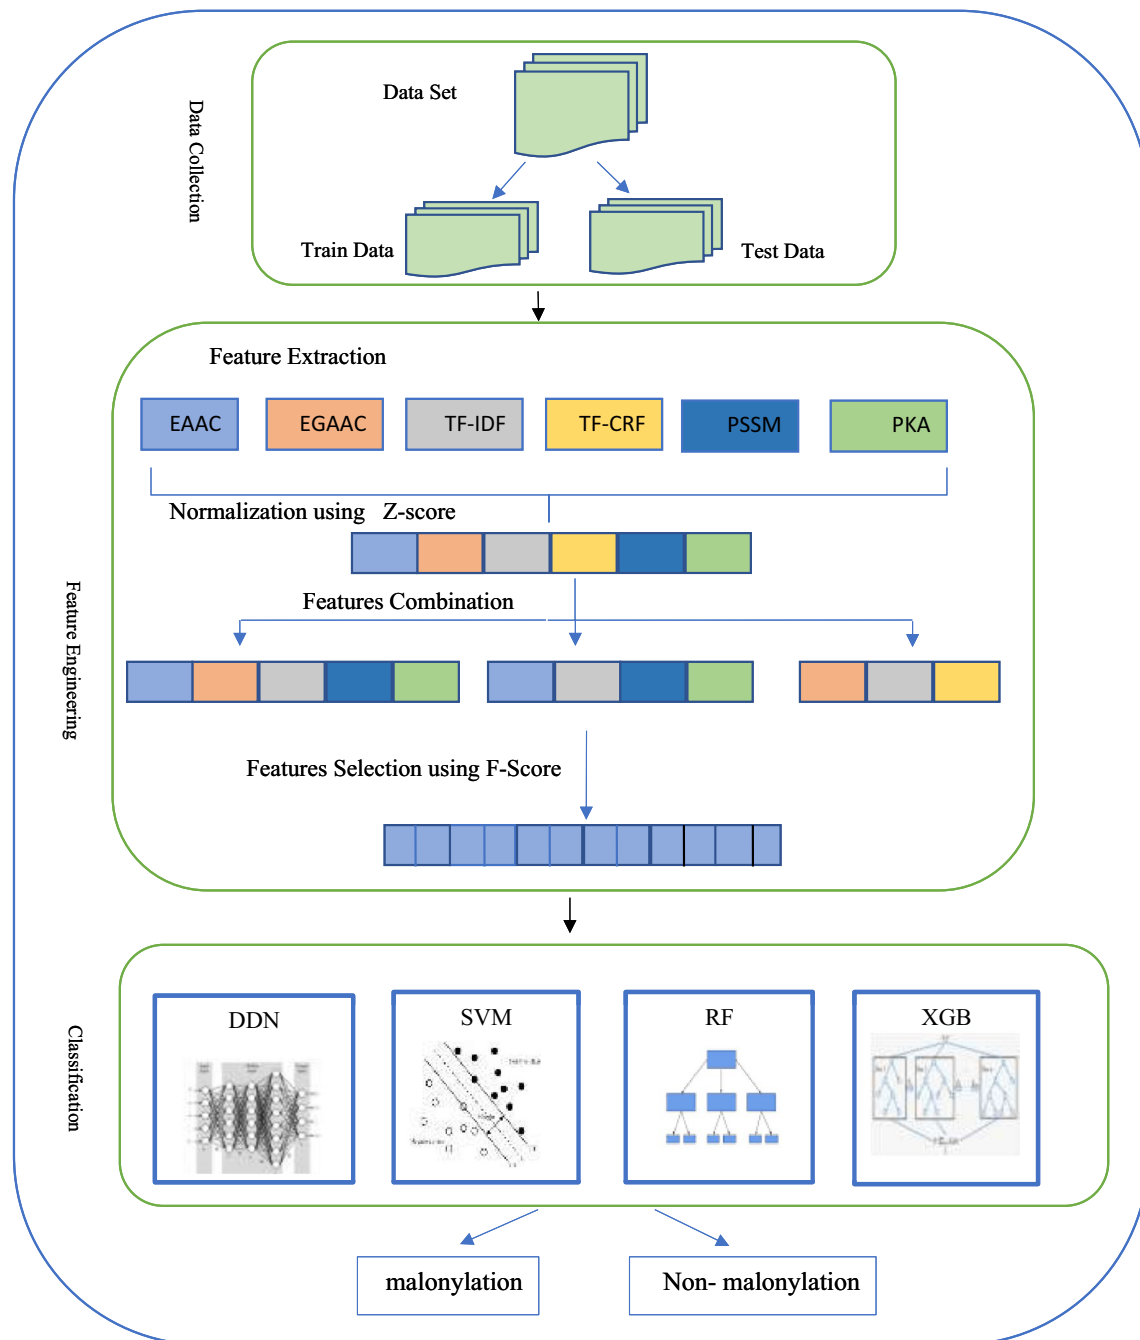 Data Collection
Data Set
Train Data
Test Data
Feature Engineering
Feature Extraction
EAAC
EGAAC
TF-IDF
TF-CRF
PSSM
PKA
Normalization using Z-score
Features Combination
Features Selection using F-Score
Classification
DDN
SVM
RF
XGB
malonylation
Non- malonylation